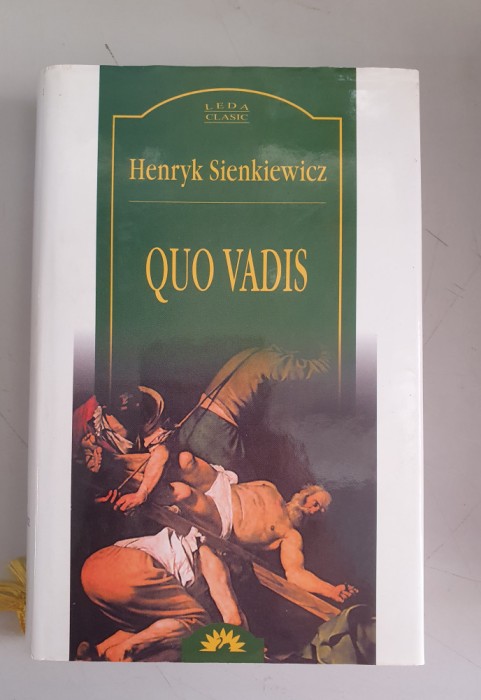 LEDA
CLASIC
Henryk Sienkiewicz
QUO VADIS